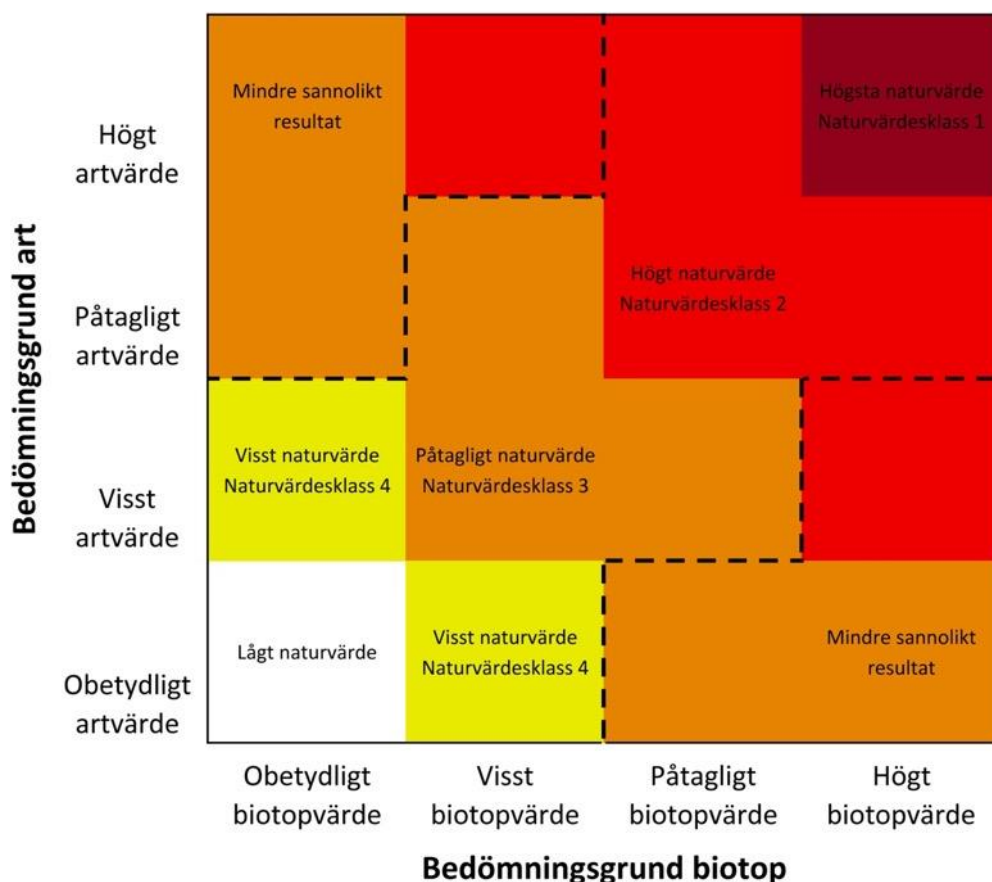 Bedömningsgrund art
Högt
artvärde
Mindre sannolikt
resultat
Högsta naturvärde
Naturvärdesklass 1
Påtagligt
artvärde
Högt naturvärde
Naturvärdesklass 2
Visst
artvärde
Visst naturvärde
Naturvärdesklass 4
Påtagligt naturvärde
Naturvärdesklass 3
Obetydligt
artvärde
Lågt naturvärde
Visst naturvärde
Naturvärdesklass 4
Mindre sannolikt
resultat
Obetydligt
biotopvärde
Visst
biotopvärde
Påtagligt
biotopvärde
Högt
biotopvärde
Bedömningsgrund biotop